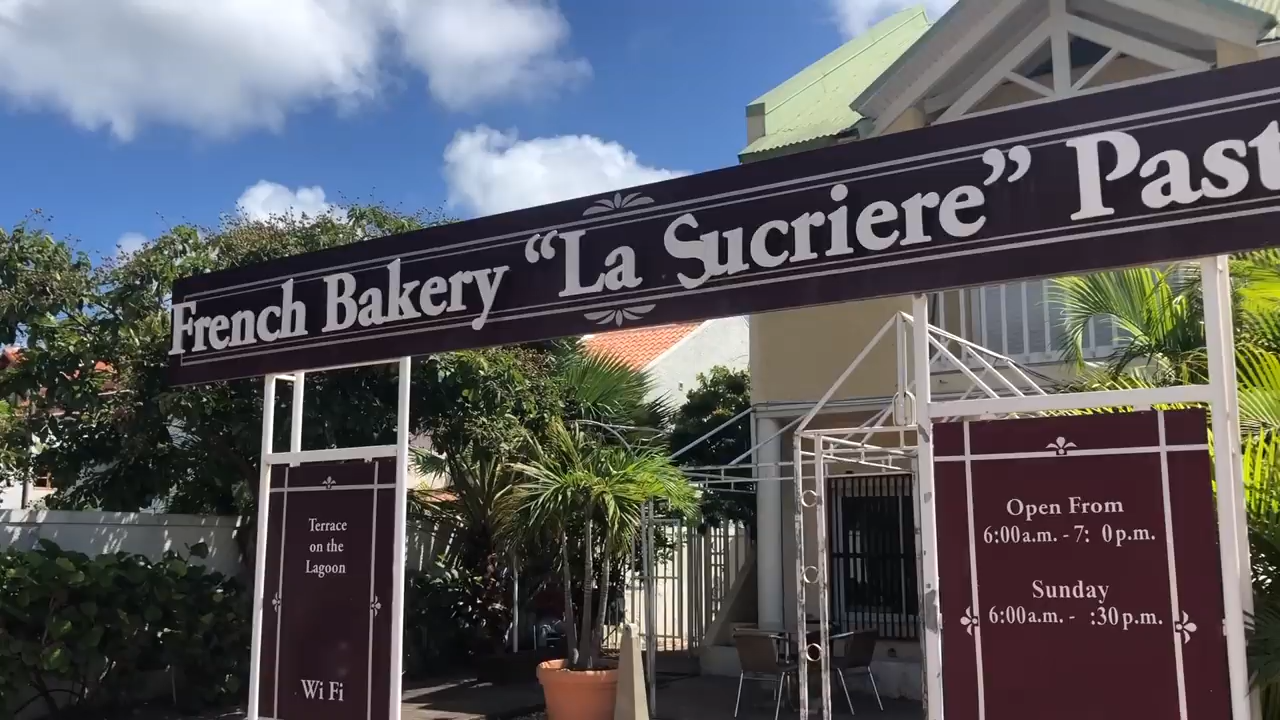 French Bakery “La Sucriere” Past
Terrace
on the
Lagoon
Wi Fi
Open From
6:00a.m. - 7: 0p.m.
Sunday
6:00a.m. - :30p.m.